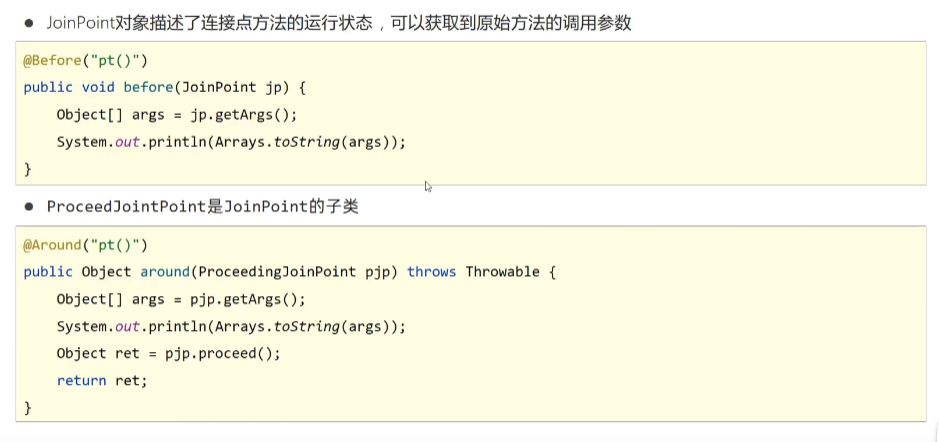 ● JoinPoint对象描述了连接点方法的运行状态，可以获取到原始方法的调用参数
@Before("pt()")
public void before(JoinPoint jp) {
    Object[] args = jp.getArgs();
    System.out.println(Arrays.toString(args));
}
● ProceedJointPoint是JoinPoint的子类
@Around("pt()")
public Object around(ProceedingJoinPoint pjp) throws Throwable {
    Object[] args = pjp.getArgs();
    System.out.println(Arrays.toString(args));
    Object ret = pjp.proceed();
    return ret;
}